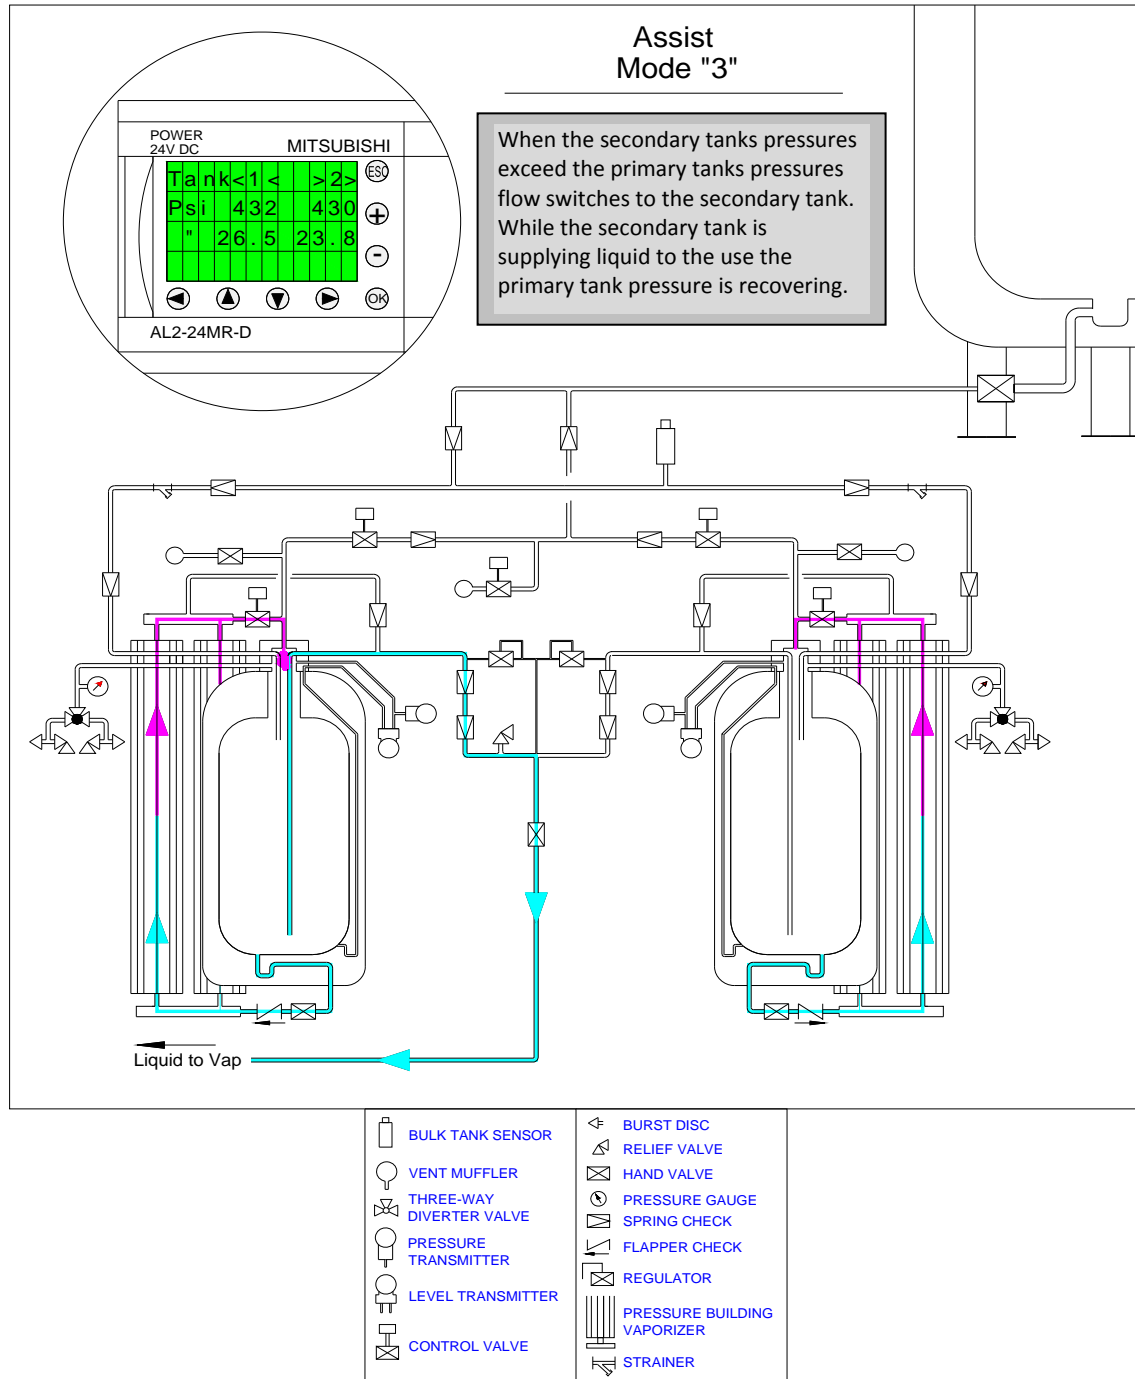 Assist
Mode "3"
When the secondary tanks pressures
exceed the primary tanks pressures
flow switches to the secondary tank.
While the secondary tank is
supplying liquid to the use the
primary tank pressure is recovering.
POWER
24V DC
MITSUBISHI
Tank<1< >2>
Psi 432 430
" 26.5 23.8
ESC
+
-
OK
AL2-24MR-D
Liquid to Vap
BULK TANK SENSOR
VENT MUFFLER
THREE-WAY
DIVERTER VALVE
PRESSURE
TRANSMITTER
LEVEL TRANSMITTER
CONTROL VALVE
BURST DISC
RELIEF VALVE
HAND VALVE
PRESSURE GAUGE
SPRING CHECK
FLAPPER CHECK
REGULATOR
PRESSURE BUILDING
VAPORIZER
STRAINER